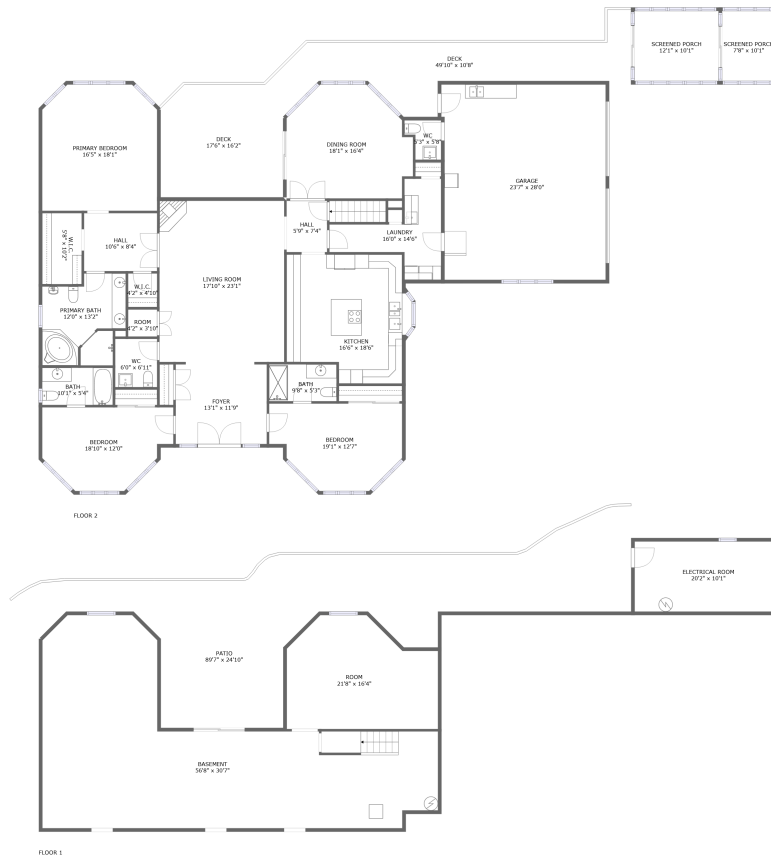 SCREENED PORCH
12'1" x 10'1"
SCREENED PORCH
7'8" x 10'1"
DECK
49'10" x 10'8"
DECK
17'6" x 16'2"
PRIMARY BEDROOM
16'5" x 18'1"
DINING ROOM
18'1" x 16'4"
WC
5'3" x 5'8"
GARAGE
23'7" x 28'0"
HALL
5'9" x 7'4"
LAUNDRY
16'0" x 14'6"
W.I.C.
5'8" x 10'2"
HALL
10'6" x 8'4"
LIVING ROOM
17'10" x 23'1"
W.I.C.
4'2" x 4'10"
PRIMARY BATH
12'0" x 13'2"
ROOM
4'2" x 3'10"
KITCHEN
16'6" x 18'6"
WC
6'0" x 6'11"
BATH
10'1" x 5'4"
BATH
9'8" x 5'3"
FOYER
13'1" x 11'9"
BEDROOM
18'10" x 12'0"
BEDROOM
19'1" x 12'7"
FLOOR 2
ELECTRICAL ROOM
20'2" x 10'1"
PATIO
89'7" x 24'10"
ROOM
21'8" x 16'4"
BASEMENT
56'8" x 30'7"
FLOOR 1